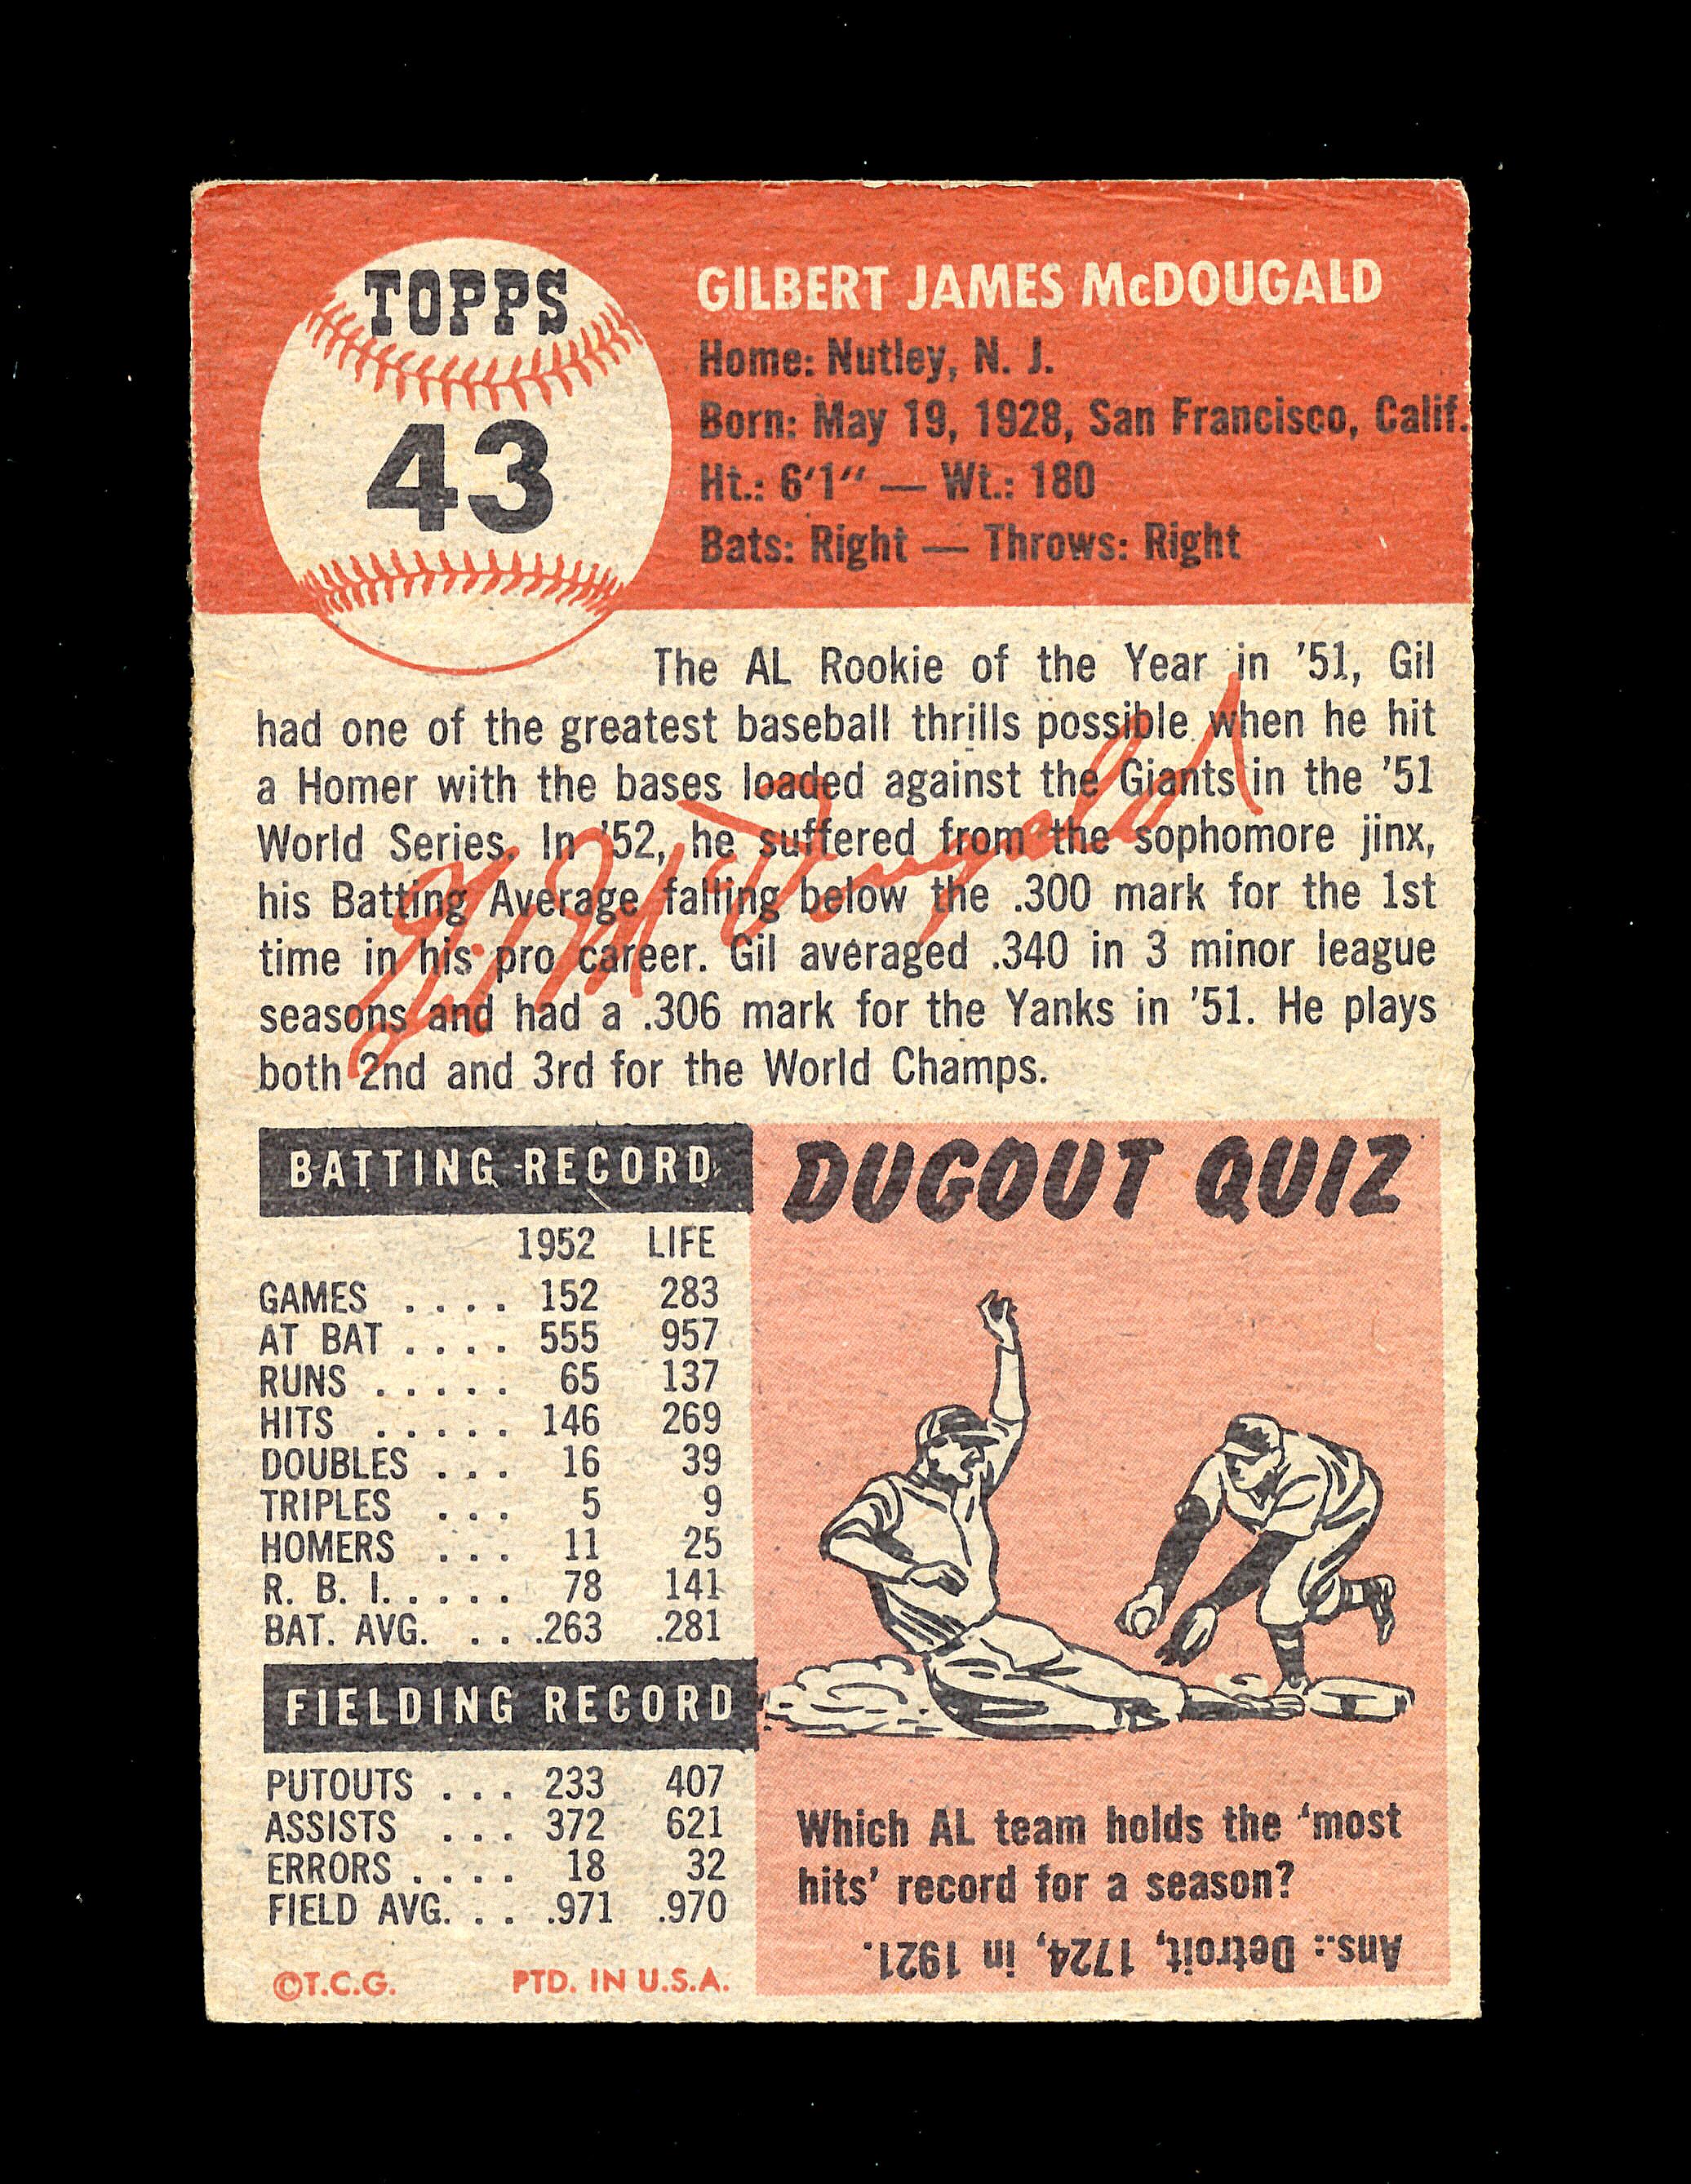 TOPPS
43
GILBERT JAMES McDOUGALD
Home: Nutley, N. J.
Born: May 19, 1928, San Francisco, Calif.
Ht.: 6'1" — Wt.: 180
Bats: Right — Throws: Right
The AL Rookie of the Year in '51, Gil
had one of the greatest baseball thrills possible when he hit
a Homer with the bases loaded against the Giants in the '51
World Series. In '52, he suffered from the sophomore jinx,
his Batting Average falling below the .300 mark for the 1st
time in his pro career. Gil averaged .340 in 3 minor league
seasons and had a .306 mark for the Yanks in '51. He plays
both 2nd and 3rd for the World Champs.
Gil McDougald
BATTING RECORD
1952 LIFE
GAMES . . . . 152 283
AT BAT . . . . 555 957
RUNS . . . . . 65 137
HITS . . . . . 146 269
DOUBLES . . . 16 39
TRIPLES . . . 5 9
HOMERS . . . 11 25
R. B. I. . . . . 78 141
BAT. AVG. . . . .263 .281
FIELDING RECORD
PUTOUTS . . . 233 407
ASSISTS . . . 372 621
ERRORS . . . . 18 32
FIELD AVG. . . . .971 .970
©T.C.G. PTD. IN U.S.A.
DUGOUT QUIZ
Which AL team holds the 'most
hits' record for a season?
Ans.: Detroit, 1724, in 1921.